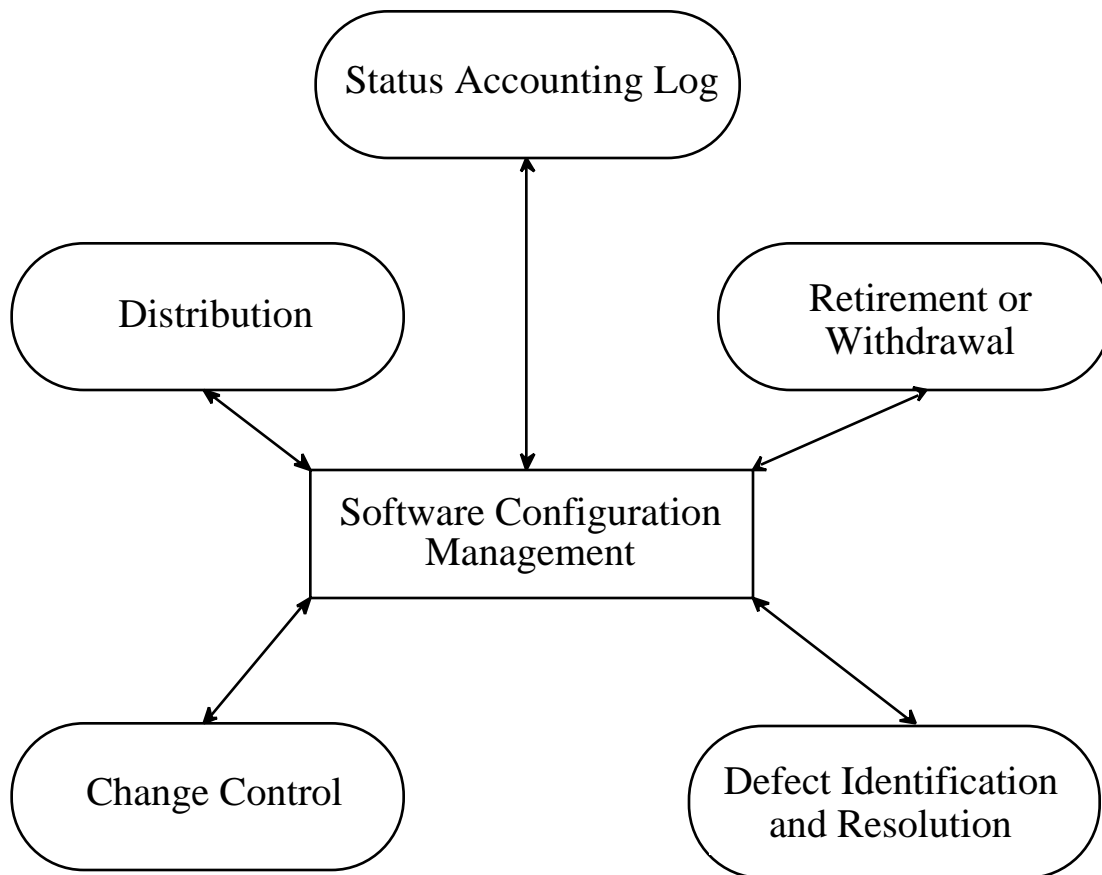 Status Accounting Log
Distribution
Retirement or
Withdrawal
Software Configuration
Management
Change Control
Defect Identification
and Resolution